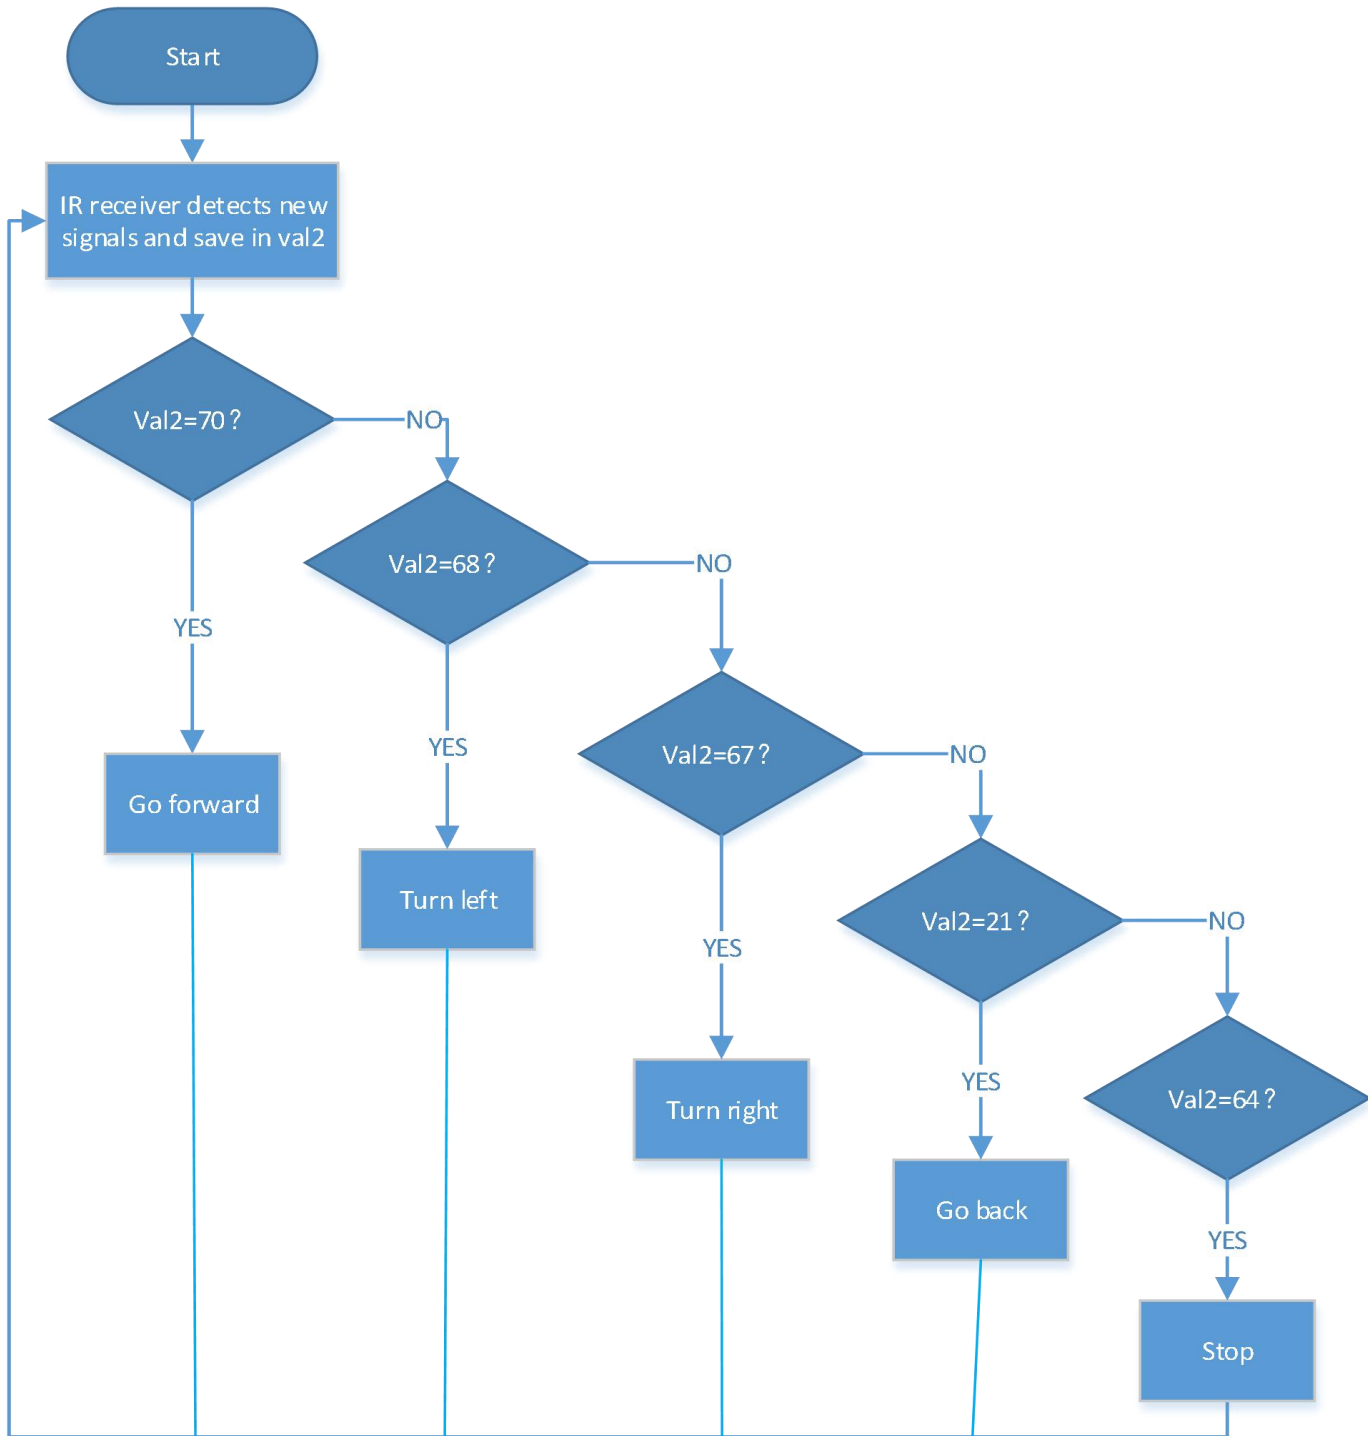 Start
IR receiver detects new
signals and save in val2
Val2=70?
NO
Val2=68?
NO
YES
Val2=67?
NO
YES
Go forward
Turn left
Val2=21?
NO
YES
YES
Val2=64?
Turn right
Go back
YES
Stop